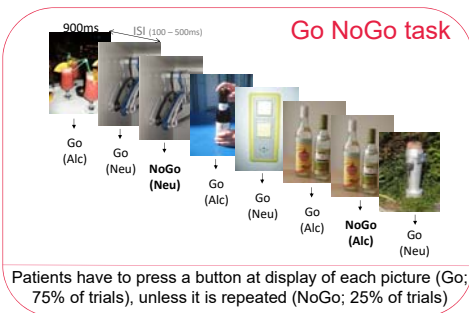 Go NoGo task
900ms
ISI (100 – 500ms)
Go
(Alc)
Go
(Neu)
NoGo
(Neu)
Go
(Alc)
Go
(Neu)
Go
(Alc)
NoGo
(Alc)
Go
(Neu)
Patients have to press a button at display of each picture (Go;
75% of trials), unless it is repeated (NoGo; 25% of trials)